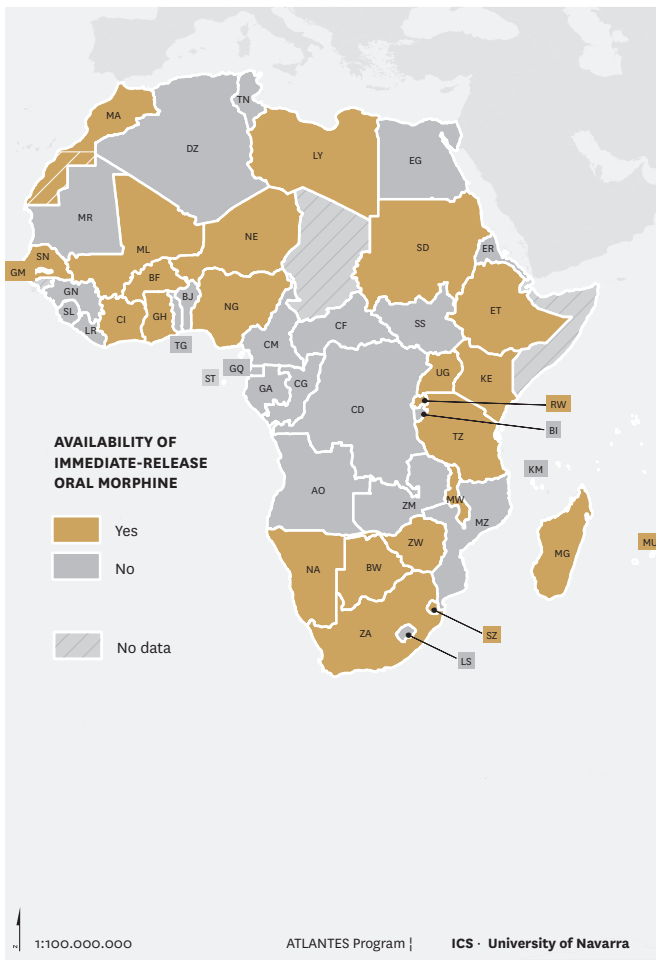 TN
MA
DZ
LY
EG
MR
ML
NE
SD
ER
SN
GM
BF
NG
ET
GN
BJ
SL
CI
GH
LR
TG
CM
CF
SS
GQ
ST
GA
CG
UG
KE
CD
RW
BI
TZ
KM
AVAILABILITY OF
IMMEDIATE-RELEASE
ORAL MORPHINE
AO
ZM
MW
MZ
Yes
No
ZW
MU
MG
NA
BW
No data
ZA
SZ
LS
N
1:100.000.000
ATLANTES Program ¦ ICS · University of Navarra